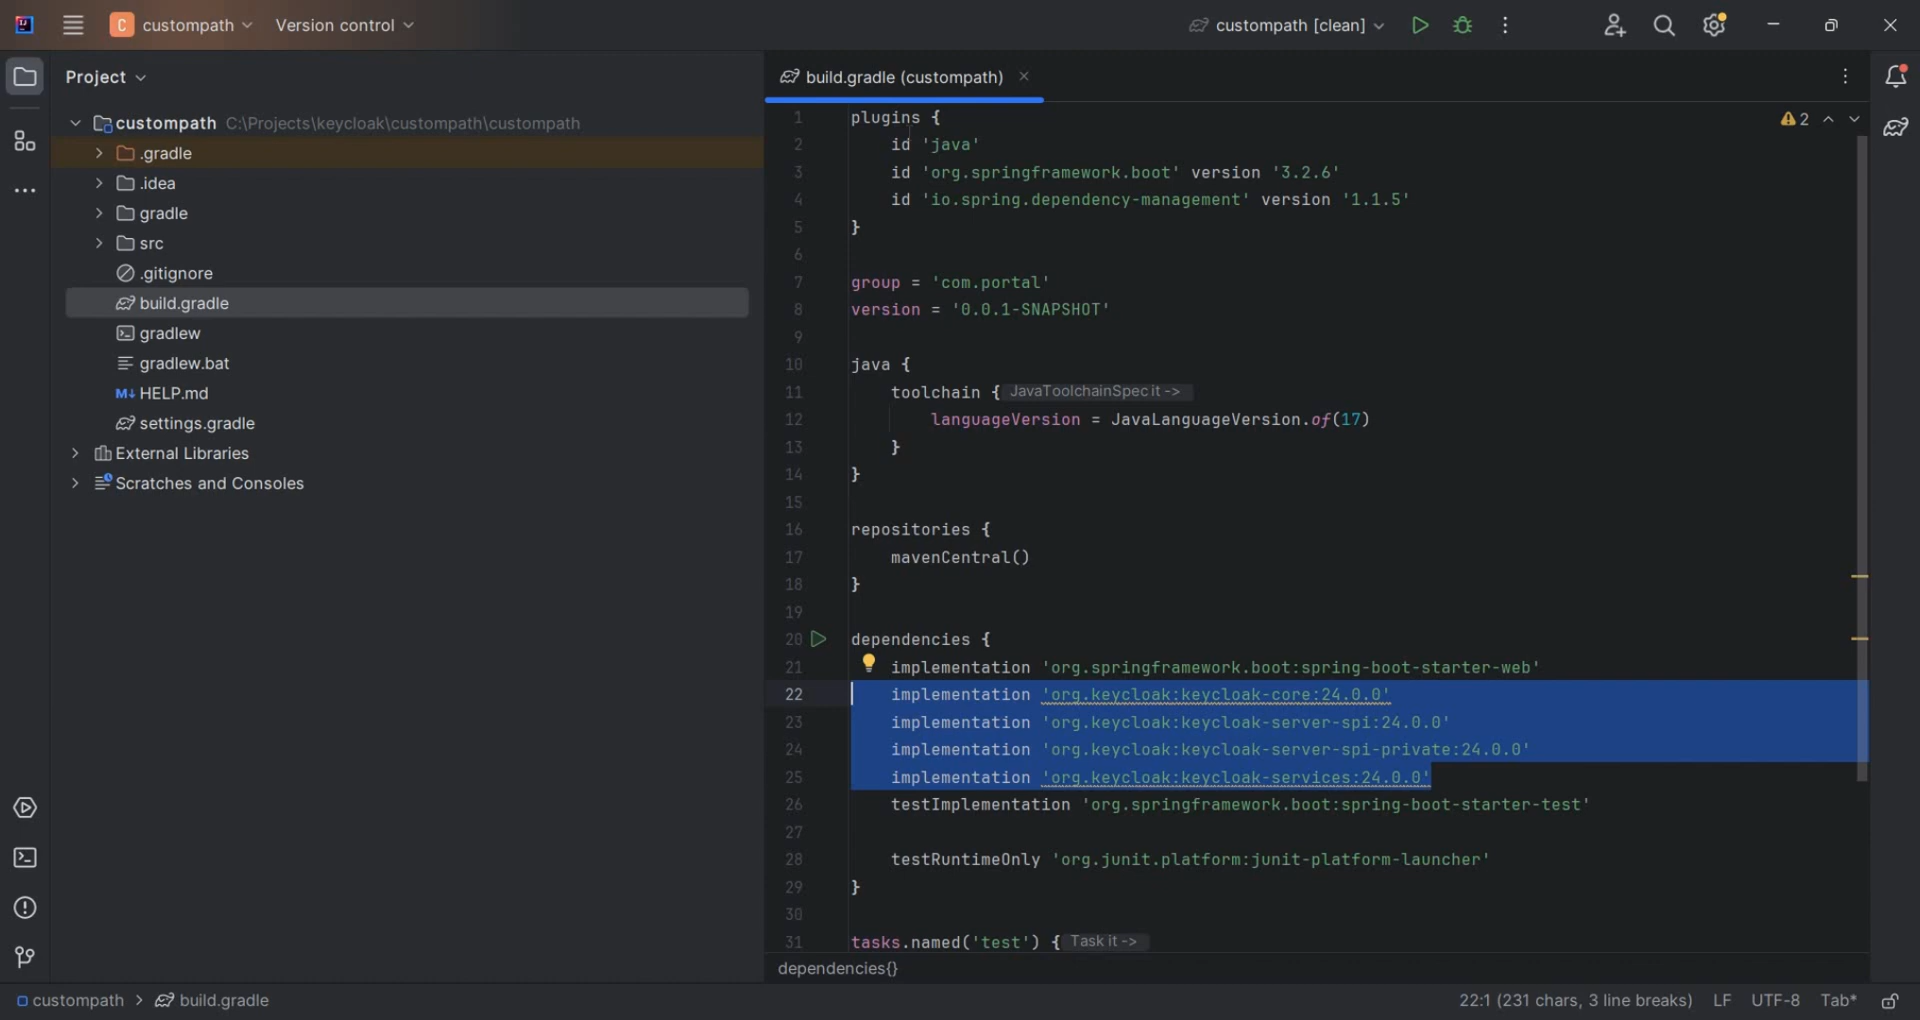 C custompath Version control custompath [clean]
Project
build.gradle (custompath)
custompath C:\Projects\keycloak\custompath\custompath
.gradle
.idea
gradle
src
.gitignore
build.gradle
gradlew
gradlew.bat
M↓ HELP.md
settings.gradle
External Libraries
Scratches and Consoles
2
1 plugins {
2 id 'java'
3 id 'org.springframework.boot' version '3.2.6'
4 id 'io.spring.dependency-management' version '1.1.5'
5 }
6
7 group = 'com.portal'
8 version = '0.0.1-SNAPSHOT'
9
10 java {
11 toolchain { JavaToolchainSpec it ->
12 languageVersion = JavaLanguageVersion.of(17)
13 }
14 }
15
16 repositories {
17 mavenCentral()
18 }
19
20 dependencies {
21 implementation 'org.springframework.boot:spring-boot-starter-web'
22 implementation 'org.keycloak:keycloak-core:24.0.0'
23 implementation 'org.keycloak:keycloak-server-spi:24.0.0'
24 implementation 'org.keycloak:keycloak-server-spi-private:24.0.0'
25 implementation 'org.keycloak:keycloak-services:24.0.0'
26 testImplementation 'org.springframework.boot:spring-boot-starter-test'
27
28 testRuntimeOnly 'org.junit.platform:junit-platform-launcher'
29 }
30
31 tasks.named('test') { Task it ->
dependencies{}
custompath > build.gradle 22:1 (231 chars, 3 line breaks) LF UTF-8 Tab*